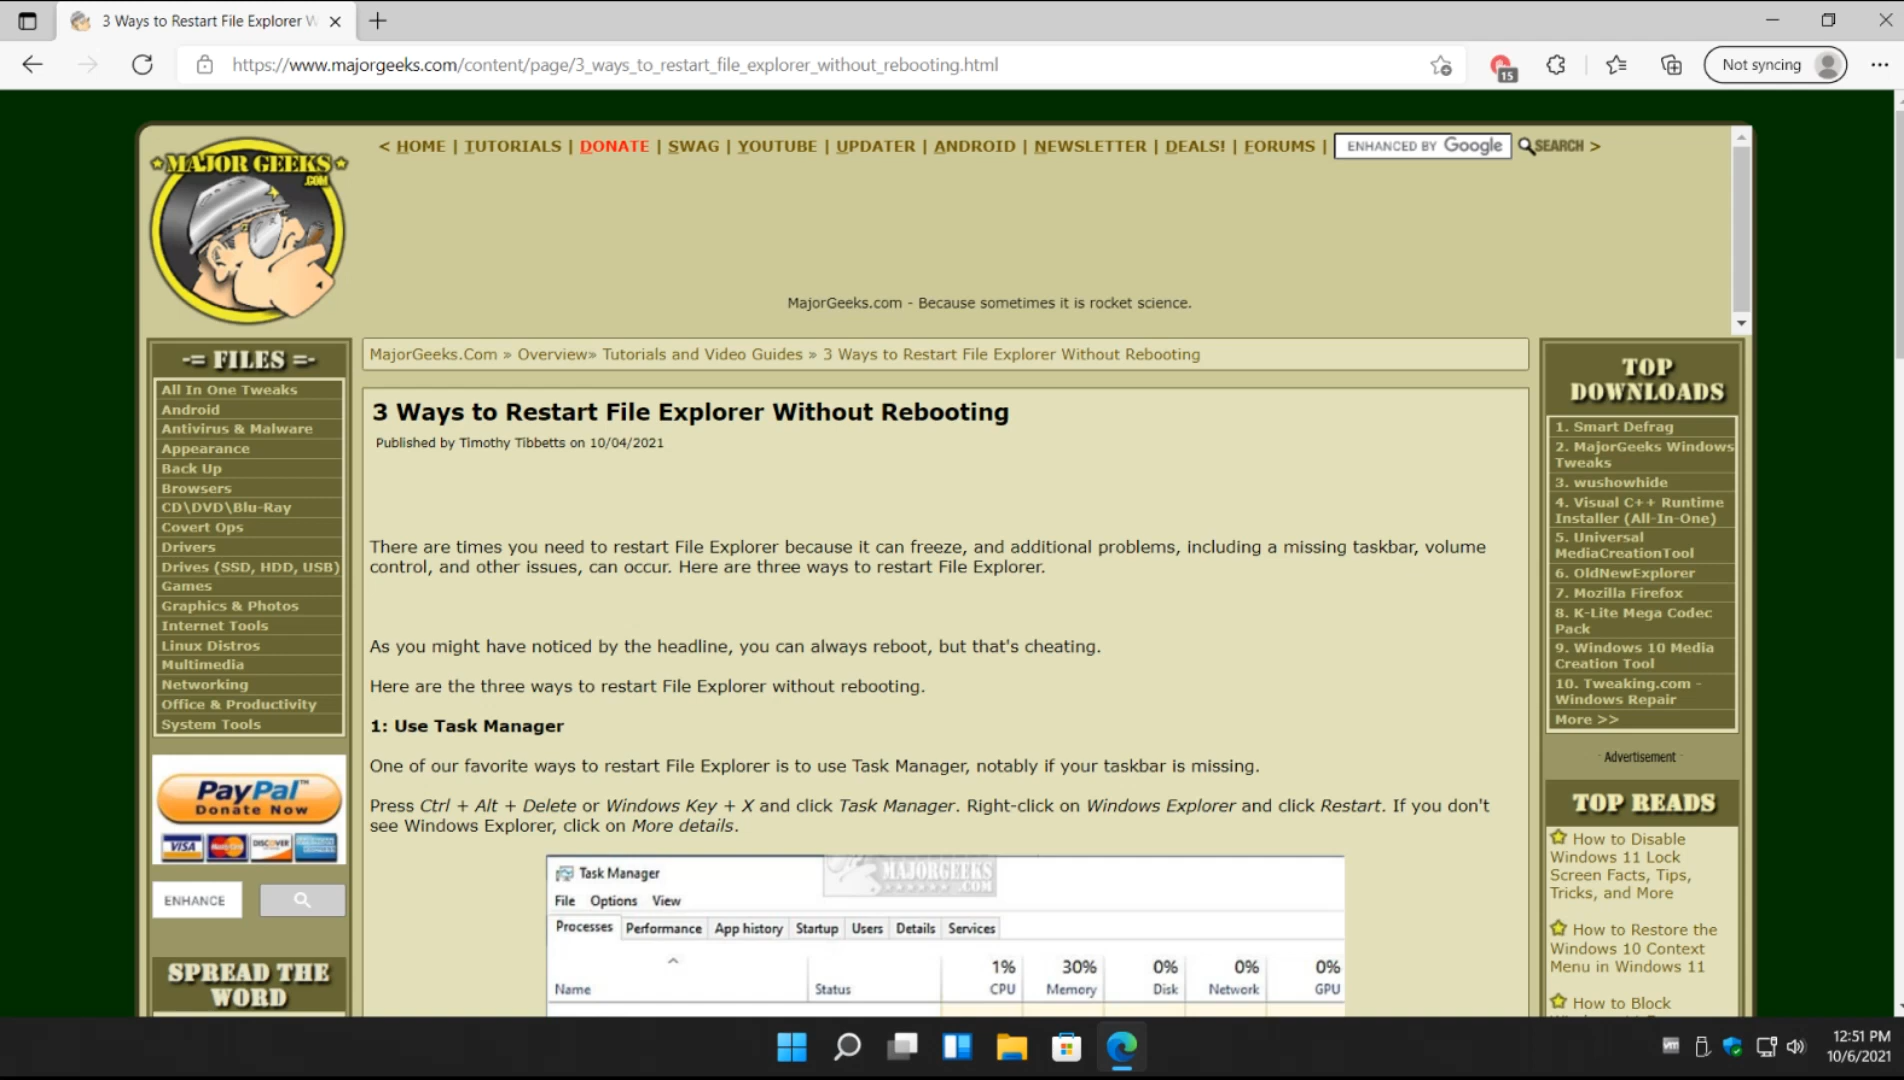 3 Ways to Restart File Explorer W
https://www.majorgeeks.com/content/page/3_ways_to_restart_file_explorer_without_rebooting.html
15
Not syncing
MAJOR GEEKS
.COM
< HOME | TUTORIALS | DONATE | SWAG | YOUTUBE | UPDATER | ANDROID | NEWSLETTER | DEALS! | FORUMS | ENHANCED BY Google SEARCH >
MajorGeeks.com - Because sometimes it is rocket science.
-= FILES =-
All In One Tweaks
Android
Antivirus & Malware
Appearance
Back Up
Browsers
CD\DVD\Blu-Ray
Covert Ops
Drivers
Drives (SSD, HDD, USB)
Games
Graphics & Photos
Internet Tools
Linux Distros
Multimedia
Networking
Office & Productivity
System Tools
PayPal™
Donate Now
VISA MasterCard DISCOVER
ENHANCE
SPREAD THE
WORD
MajorGeeks.Com » Overview» Tutorials and Video Guides » 3 Ways to Restart File Explorer Without Rebooting
3 Ways to Restart File Explorer Without Rebooting
Published by Timothy Tibbetts on 10/04/2021
There are times you need to restart File Explorer because it can freeze, and additional problems, including a missing taskbar, volume
control, and other issues, can occur. Here are three ways to restart File Explorer.
As you might have noticed by the headline, you can always reboot, but that's cheating.
Here are the three ways to restart File Explorer without rebooting.
1: Use Task Manager
One of our favorite ways to restart File Explorer is to use Task Manager, notably if your taskbar is missing.
Press Ctrl + Alt + Delete or Windows Key + X and click Task Manager. Right-click on Windows Explorer and click Restart. If you don't
see Windows Explorer, click on More details.
Task Manager
MAJORGEEKS
.COM
File Options View
Processes Performance App history Startup Users Details Services
1% 30% 0% 0% 0%
Name Status CPU Memory Disk Network GPU
TOP
DOWNLOADS
1. Smart Defrag
2. MajorGeeks Windows
Tweaks
3. wushowhide
4. Visual C++ Runtime
Installer (All-In-One)
5. Universal
MediaCreationTool
6. OldNewExplorer
7. Mozilla Firefox
8. K-Lite Mega Codec
Pack
9. Windows 10 Media
Creation Tool
10. Tweaking.com -
Windows Repair
More >>
- Advertisement -
TOP READS
How to Disable
Windows 11 Lock
Screen Facts, Tips,
Tricks, and More
How to Restore the
Windows 10 Context
Menu in Windows 11
How to Block
vm
12:51 PM
10/6/2021